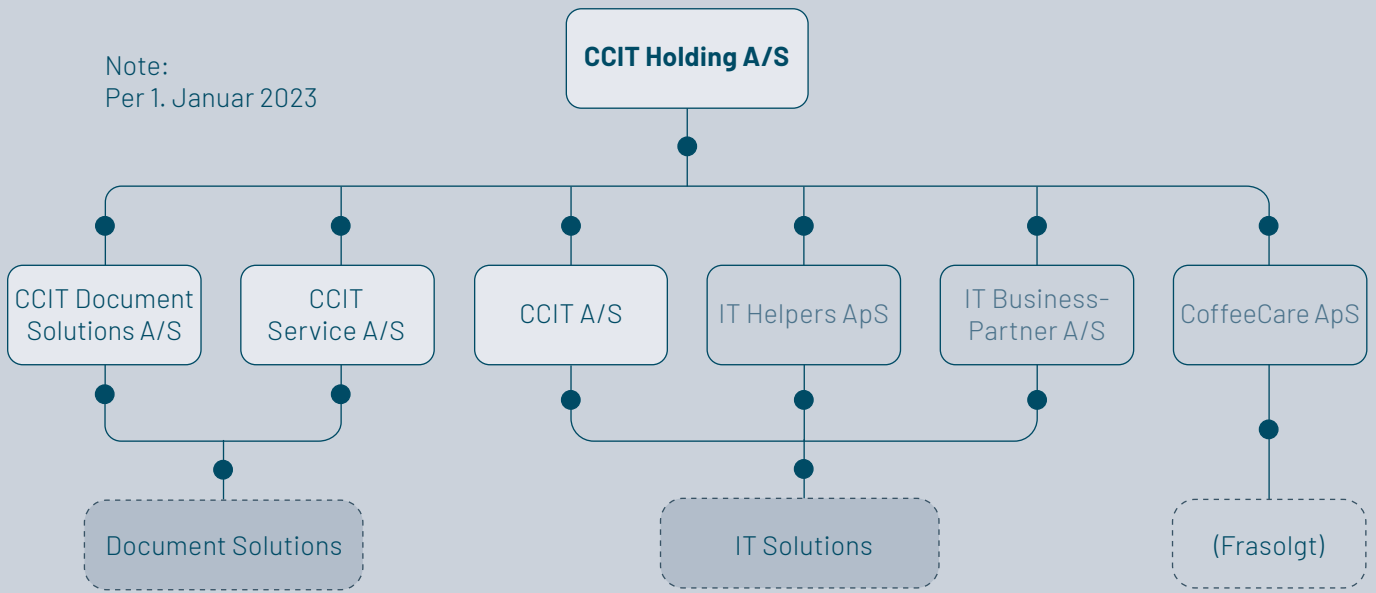 CCIT Holding A/S
Note:
Per 1. Januar 2023
CCIT Document
Solutions A/S
CCIT
Service A/S
CCIT A/S
IT Helpers ApS
IT Business-
Partner A/S
CoffeeCare ApS
Document Solutions
IT Solutions
(Frasolgt)